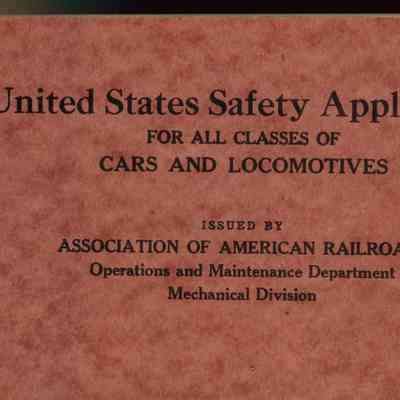 United States Safety Appl
FOR ALL CLASSES OF
CARS AND LOCOMOTIVES
ISSUED BY
ASSOCIATION OF AMERICAN RAILROA
Operations and Maintenance Department
Mechanical Division